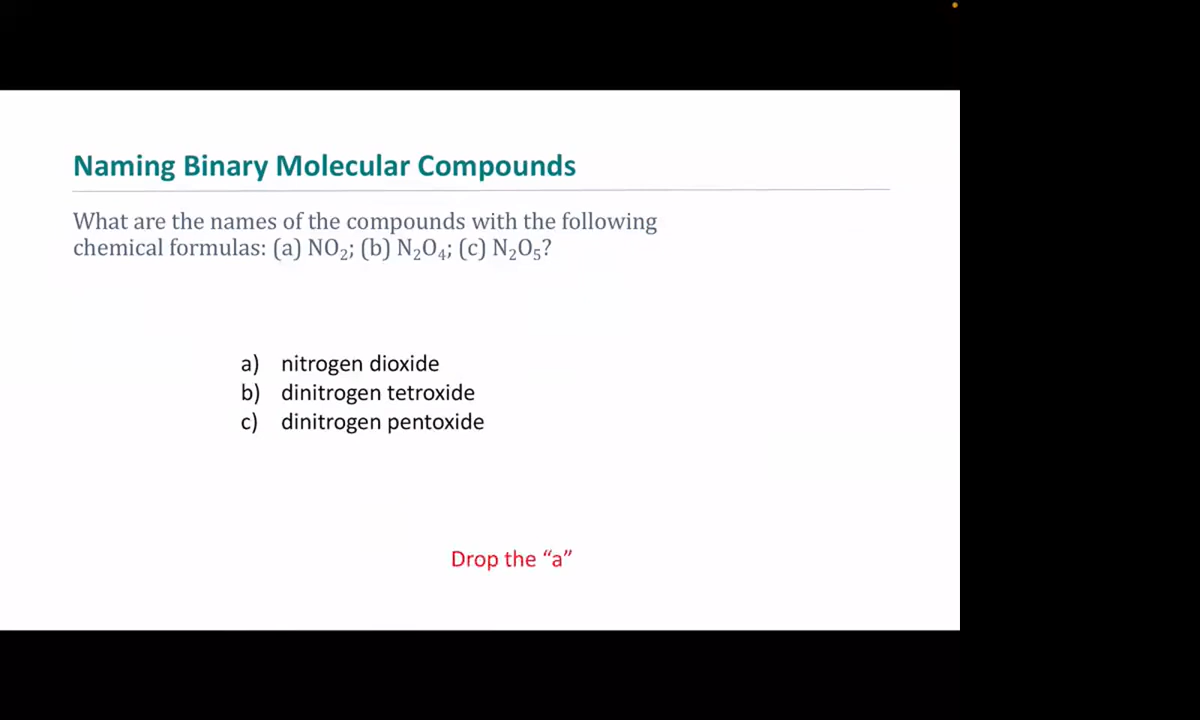 Naming Binary Molecular Compounds
What are the names of the compounds with the following
chemical formulas: (a) NO₂; (b) N₂O₄; (c) N₂O₅?
a) nitrogen dioxide
b) dinitrogen tetroxide
c) dinitrogen pentoxide
Drop the “a”